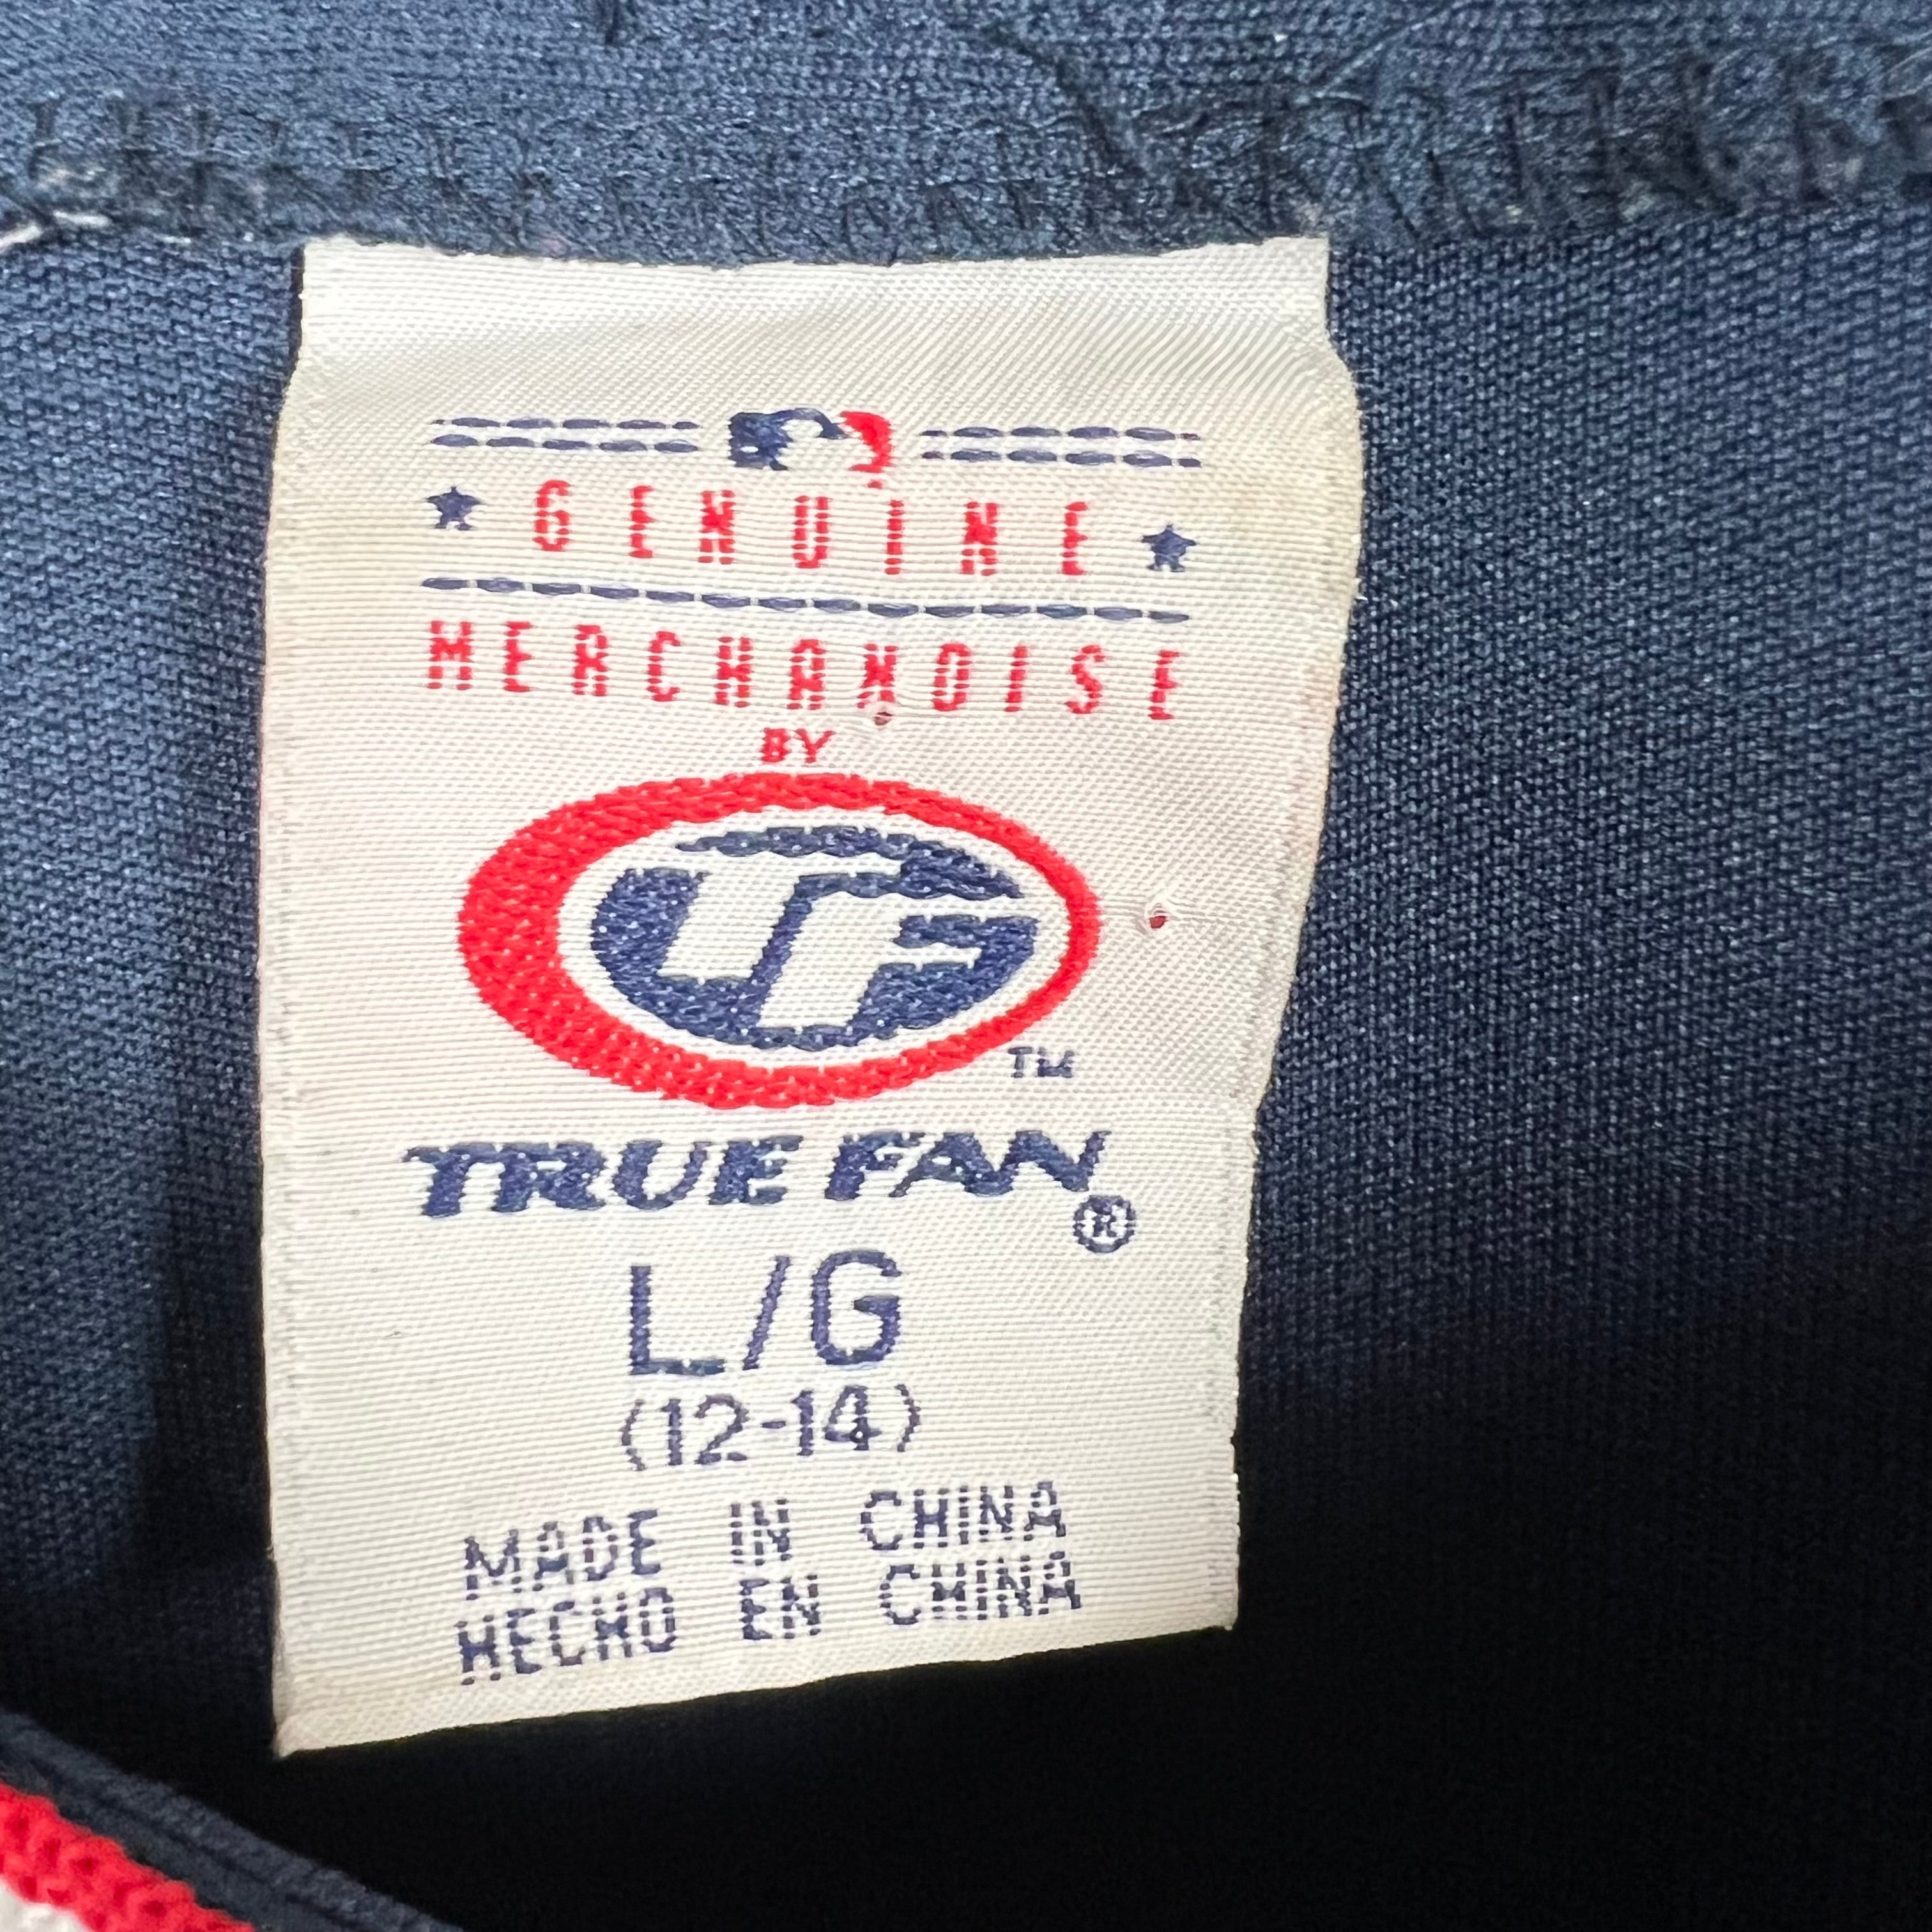 GENUINE
MERCHANDISE
BY
TF
TM
TRUE FAN
®
L/G
(12-14)
MADE IN CHINA
HECHO EN CHINA